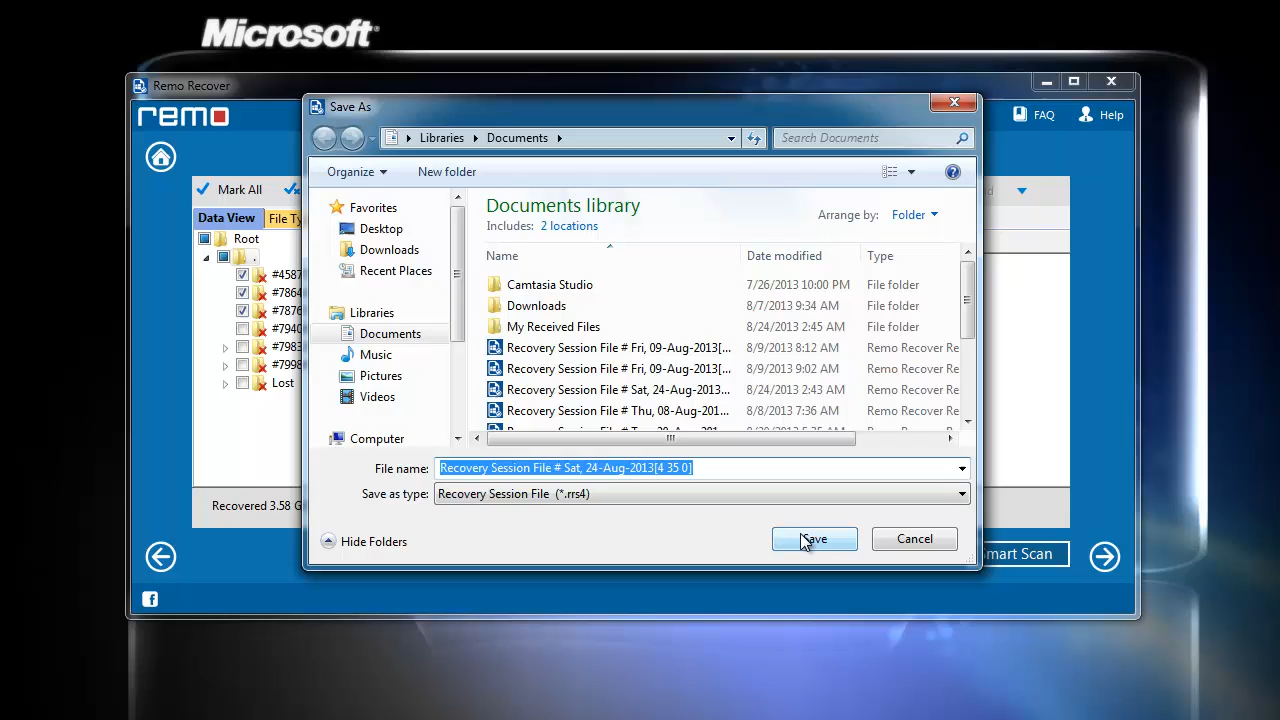 Microsoft
Remo Recover
Save As
remo
FAQ
Help
Libraries
Documents
Search Documents
Organize
New folder
Mark All
Data View
File Ty
Root
.
#4587
#7864
#7876
#7940
#7983
#7998
Lost
Favorites
Desktop
Downloads
Recent Places
Libraries
Documents
Music
Pictures
Videos
Computer
Documents library
Includes: 2 locations
Arrange by: Folder
Name Date modified Type
Camtasia Studio 7/26/2013 10:00 PM File folder
Downloads 8/7/2013 9:34 AM File folder
My Received Files 8/24/2013 2:45 AM File folder
Recovery Session File # Fri, 09-Aug-2013[... 8/9/2013 8:12 AM Remo Recover Re
Recovery Session File # Fri, 09-Aug-2013[... 8/9/2013 9:02 AM Remo Recover Re
Recovery Session File # Sat, 24-Aug-2013... 8/24/2013 2:43 AM Remo Recover Re
Recovery Session File # Thu, 08-Aug-201... 8/8/2013 7:36 AM Remo Recover Re
File name: Recovery Session File # Sat, 24-Aug-2013[4 35 0]
Save as type: Recovery Session File (*.rrs4)
Recovered 3.58 G
Hide Folders
Save
Cancel
Smart Scan